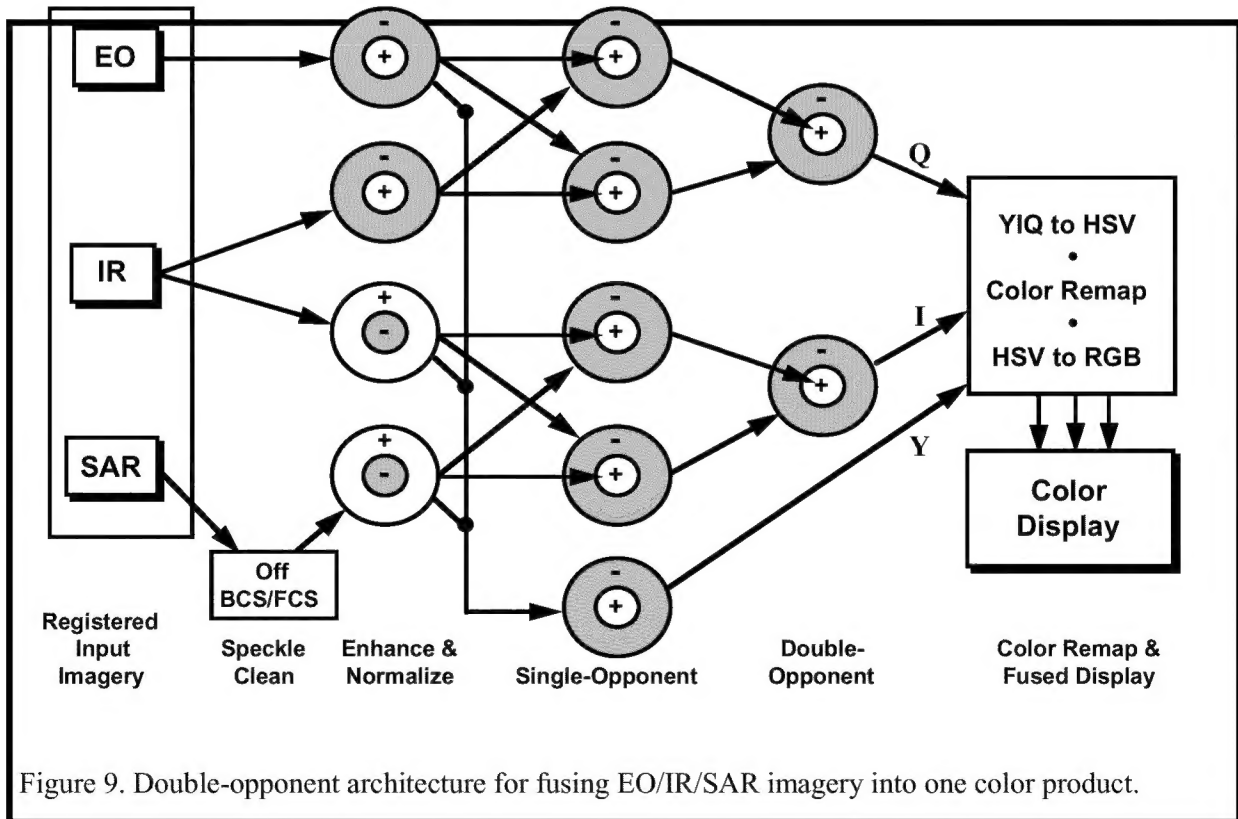 EO
IR
SAR
Off
BCS/FCS
-
+
-
+
+
-
+
-
-
+
-
+
-
+
-
+
-
+
-
+
-
+
Q
I
Y
YIQ to HSV
•
Color Remap
•
HSV to RGB
Color
Display
Registered
Input
Imagery
Speckle
Clean
Enhance &
Normalize
Single-Opponent
Double-
Opponent
Color Remap &
Fused Display
Figure 9. Double-opponent architecture for fusing EO/IR/SAR imagery into one color product.